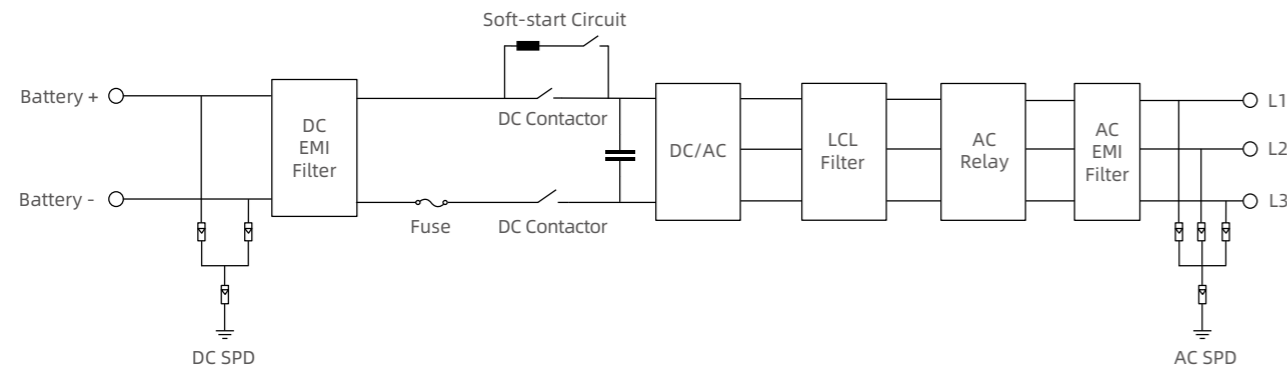 Soft-start Circuit
Battery +
DC
EMI
Filter
DC Contactor
DC/AC
LCL
Filter
AC
Relay
AC
EMI
Filter
L1
L2
L3
Battery -
Fuse
DC Contactor
DC SPD
AC SPD